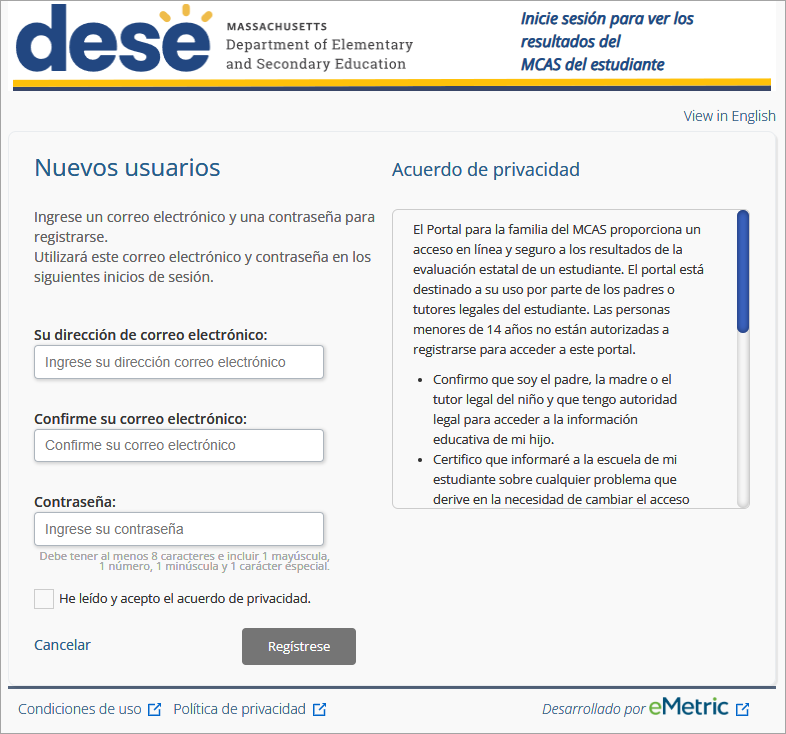 dese
MASSACHUSETTS
Department of Elementary
and Secondary Education
Inicie sesión para ver los
resultados del
MCAS del estudiante
View in English
Nuevos usuarios
Ingrese un correo electrónico y una contraseña para
registrarse.
Utilizará este correo electrónico y contraseña en los
siguientes inicios de sesión.
Su dirección de correo electrónico:
Ingrese su dirección correo electrónico
Confirme su correo electrónico:
Confirme su correo electrónico
Contraseña:
Ingrese su contraseña
Debe tener al menos 8 caracteres e incluir 1 mayúscula,
1 número, 1 minúscula y 1 carácter especial.
He leído y acepto el acuerdo de privacidad.
Cancelar
Regístrese
Acuerdo de privacidad
El Portal para la familia del MCAS proporciona un
acceso en línea y seguro a los resultados de la
evaluación estatal de un estudiante. El portal está
destinado a su uso por parte de los padres o
tutores legales del estudiante. Las personas
menores de 14 años no están autorizadas a
registrarse para acceder a este portal.
• Confirmo que soy el padre, la madre o el
tutor legal del niño y que tengo autoridad
legal para acceder a la información
educativa de mi hijo.
• Certifico que informaré a la escuela de mi
estudiante sobre cualquier problema que
derive en la necesidad de cambiar el acceso
Condiciones de uso
Política de privacidad
Desarrollado por eMetric